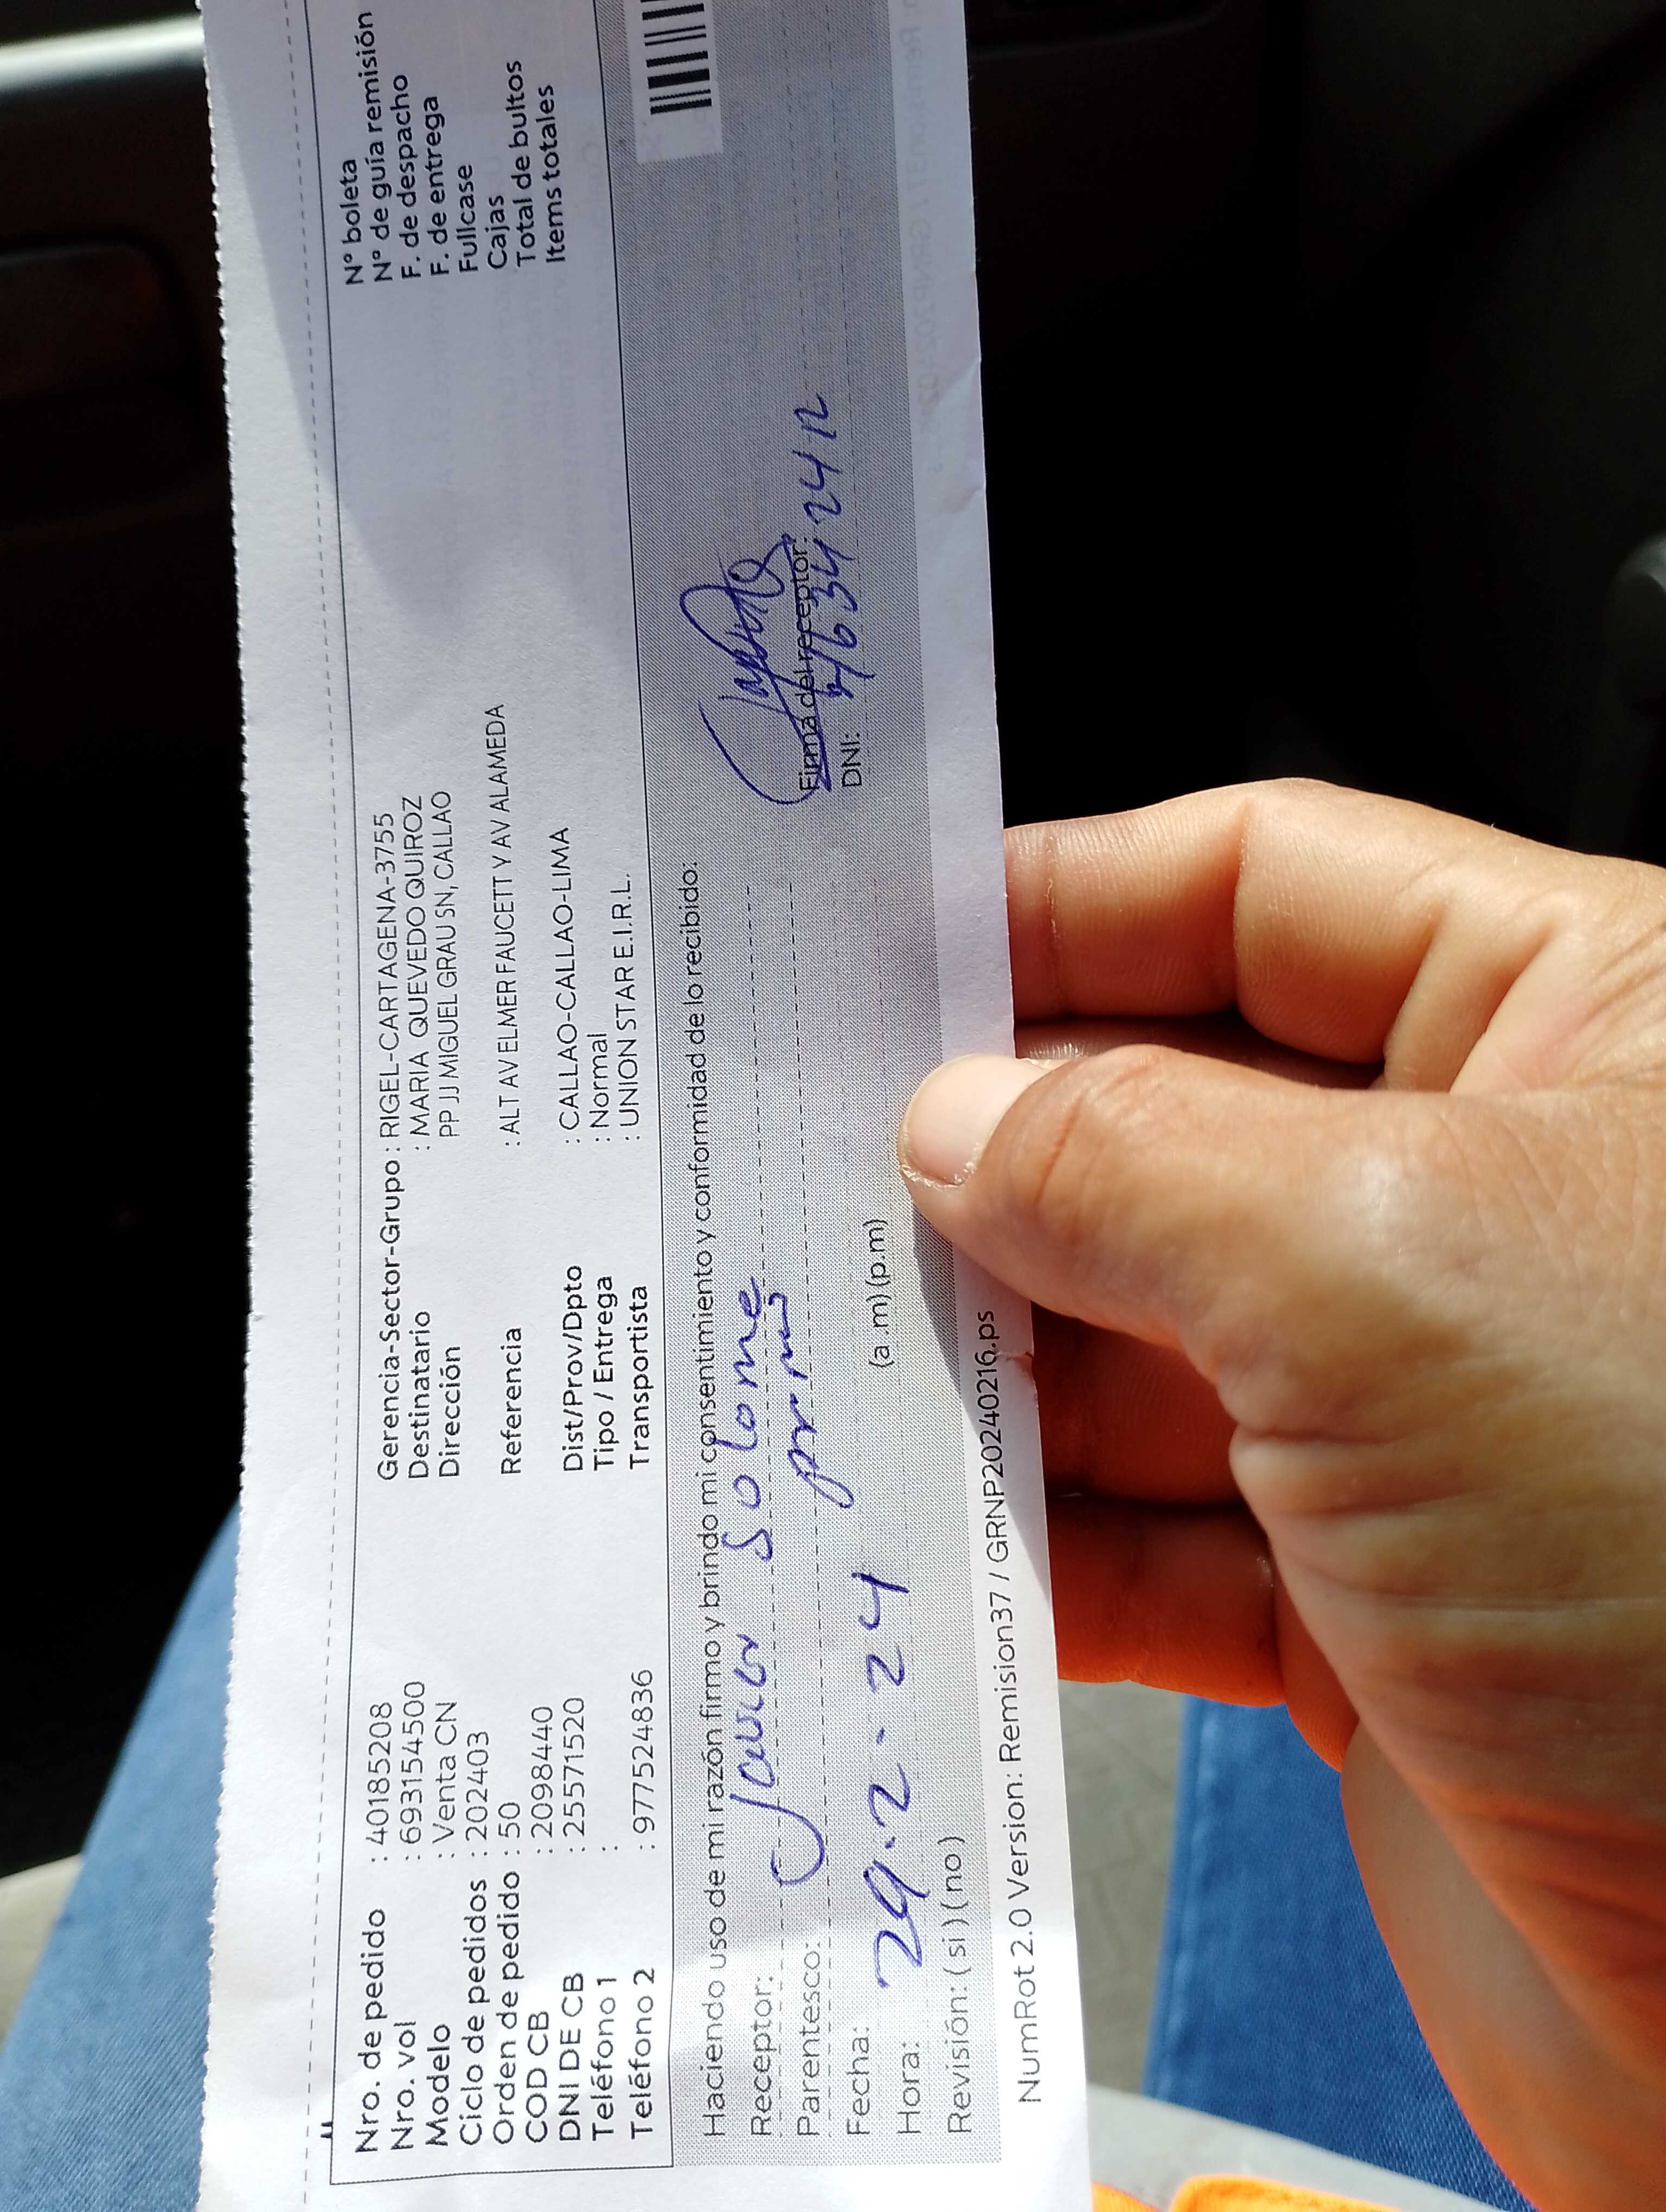 Nro. de pedido : 40185208
Nro. vol : 693154500
Modelo : Venta CN
Ciclo de pedidos : 202403
Orden de pedido : 50
COD CB : 2098440
DNI DE CB : 25571520
Teléfono 1 :
Teléfono 2 : 977524836
Gerencia-Sector-Grupo : RIGEL-CARTAGENA-3755
Destinatario : MARIA QUEVEDO QUIROZ
Dirección PP JJ MIGUEL GRAU SN, CALLAO
Referencia : ALT AV ELMER FAUCETT Y AV ALAMEDA
Dist/Prov/Dpto : CALLAO-CALLAO-LIMA
Tipo / Entrega : Normal
Transportista : UNION STAR E.I.R.L.
N° boleta
N° de guía remisión
F. de despacho
F. de entrega
Fullcase
Cajas
Total de bultos
Items totales
Haciendo uso de mi razón firmo y brindo mi consentimiento y conformidad de lo recibido:
Receptor: Solome
Parentesco:
Fecha: 29.2.24
Hora: (a.m) (p.m)
Revisión: ( si ) ( no )
Firma del receptor:
DNI:
NumRot 2.0 Version: Remision37 / GRNP20240216.ps